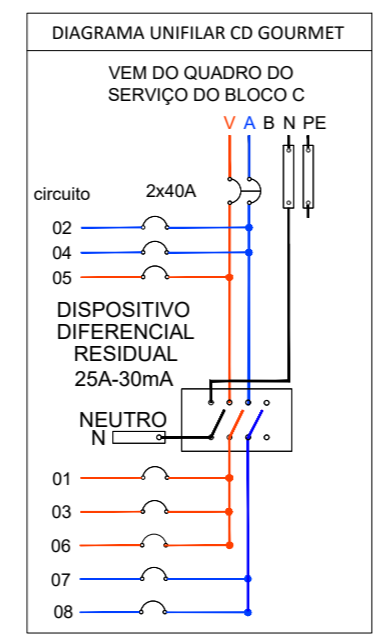 DIAGRAMA UNIFILAR CD GOURMET
VEM DO QUADRO DO
SERVIÇO DO BLOCO C
V A B N PE
circuito 2x40A
02
04
05
DISPOSITIVO
DIFERENCIAL
RESIDUAL
25A-30mA
NEUTRO
N
01
03
06
07
08